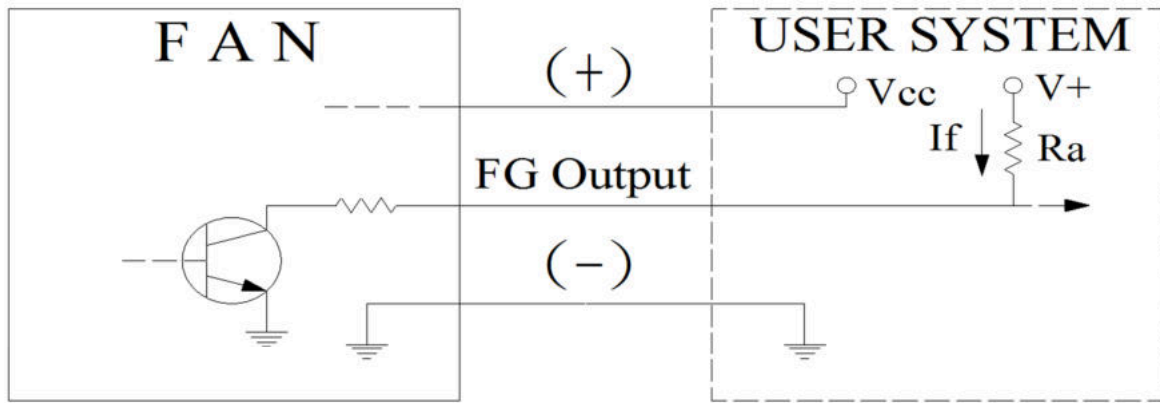 F A N
USER SYSTEM
(+)
Vcc
V+
If
Ra
FG Output
(-)